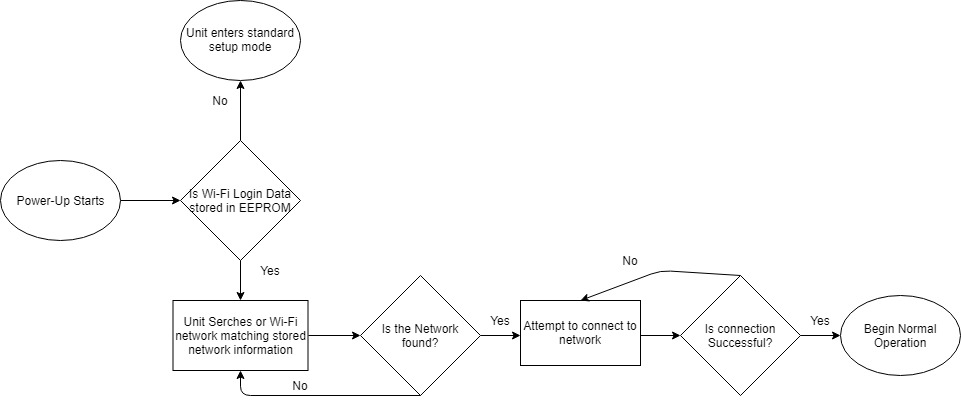 Unit enters standard
setup mode
No
Power-Up Starts
Is Wi-Fi Login Data
stored in EEPROM
Yes
Unit Serches or Wi-Fi
network matching stored
network information
Is the Network
found?
No
Yes
Attempt to connect to
network
No
Is connection
Successful?
Yes
Begin Normal
Operation